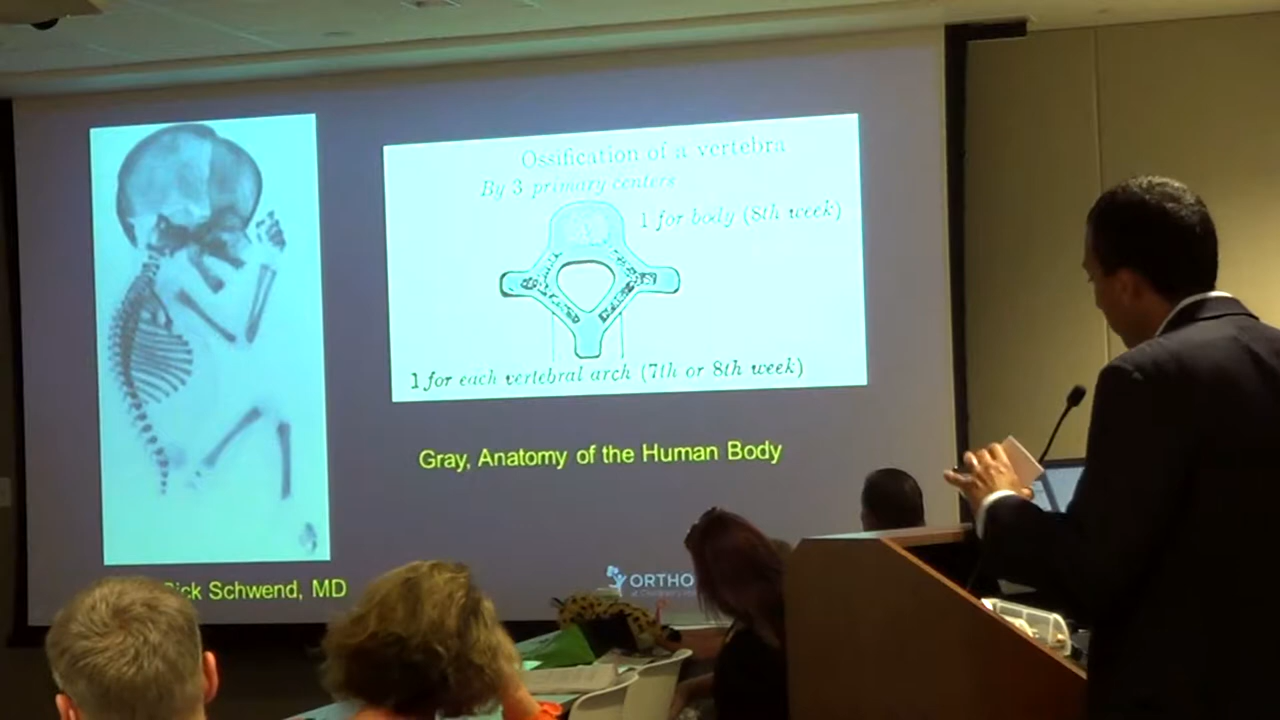 Ossification of a vertebra
By 3 primary centers
1 for body (8th week)
1 for each vertebral arch (7th or 8th week)
Gray, Anatomy of the Human Body
Schwend, MD
ORTHO